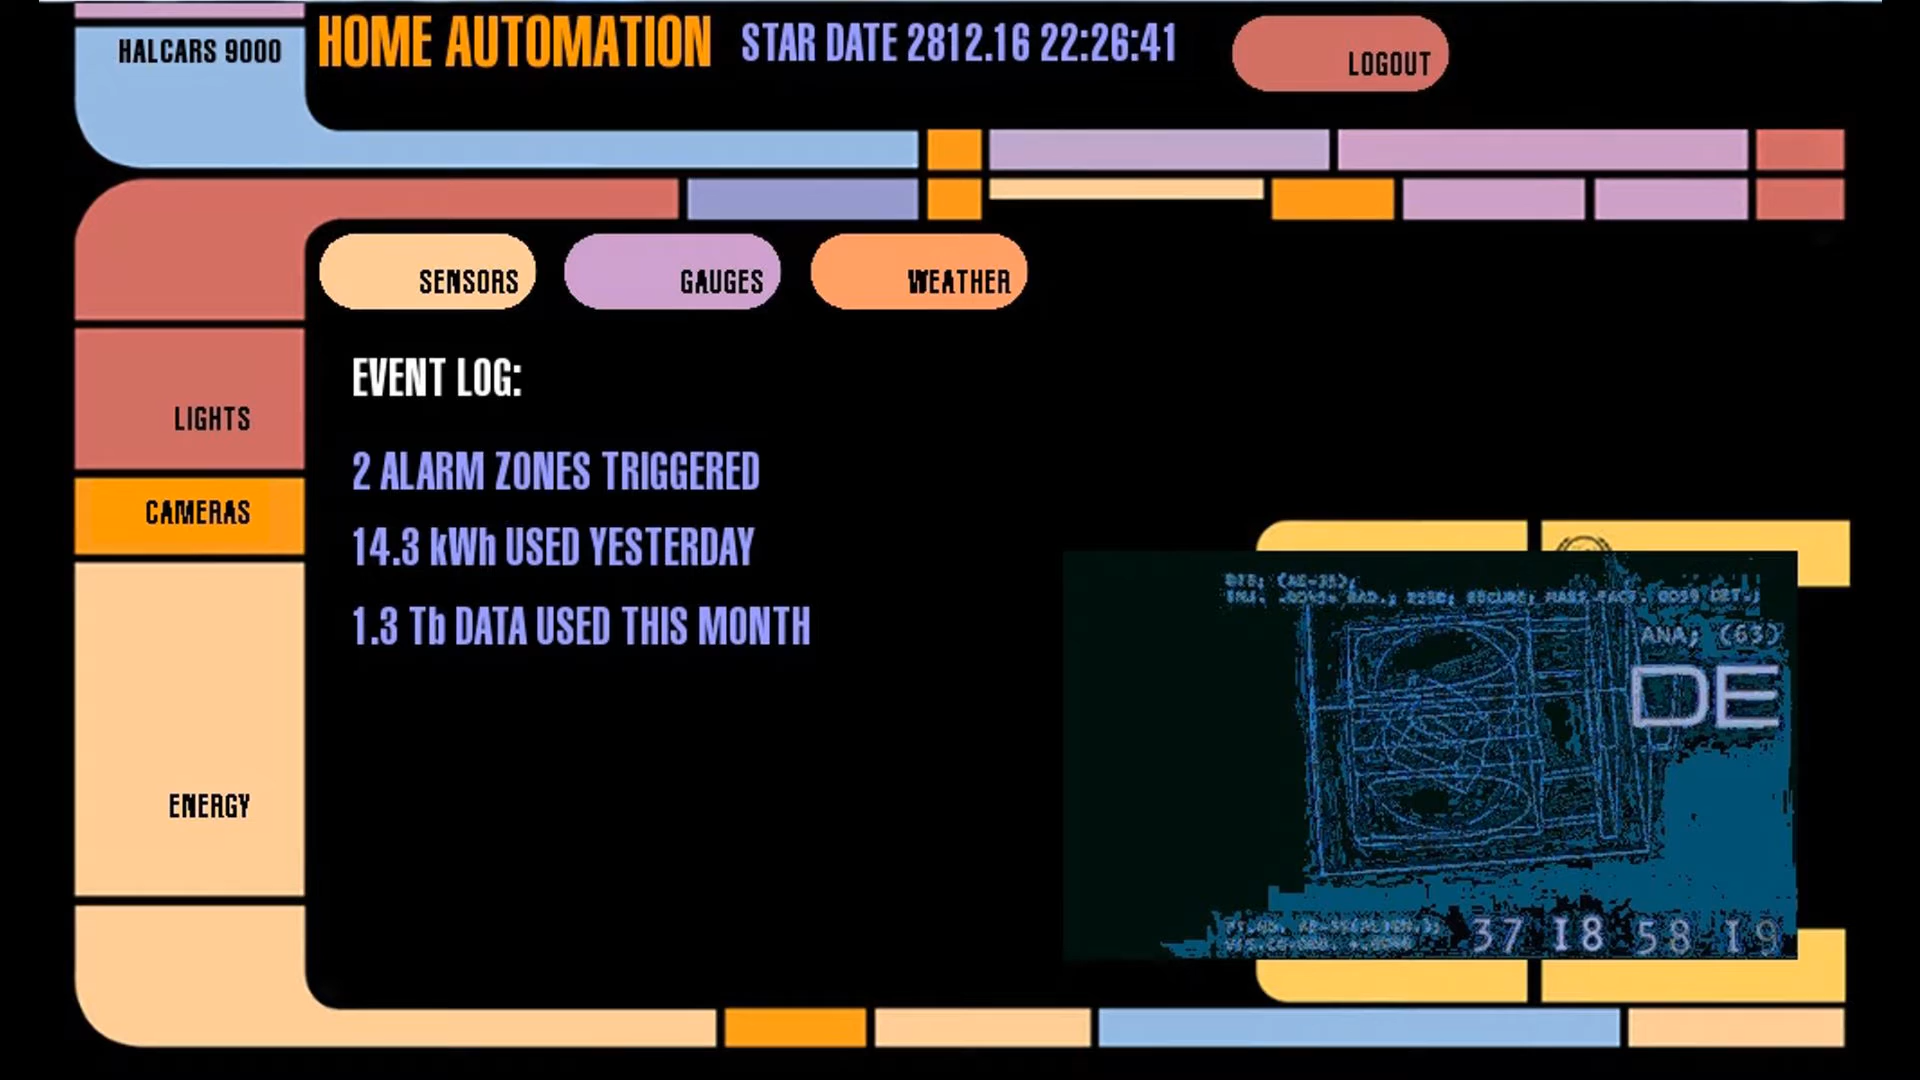 HALCARS 9000
HOME AUTOMATION
STAR DATE 2812.16 22:26:41
LOGOUT
SENSORS
GAUGES
WEATHER
EVENT LOG:
LIGHTS
2 ALARM ZONES TRIGGERED
CAMERAS
14.3 kWh USED YESTERDAY
1.3 Tb DATA USED THIS MONTH
ENERGY
ANA; (63)
DE
37 18 58 19